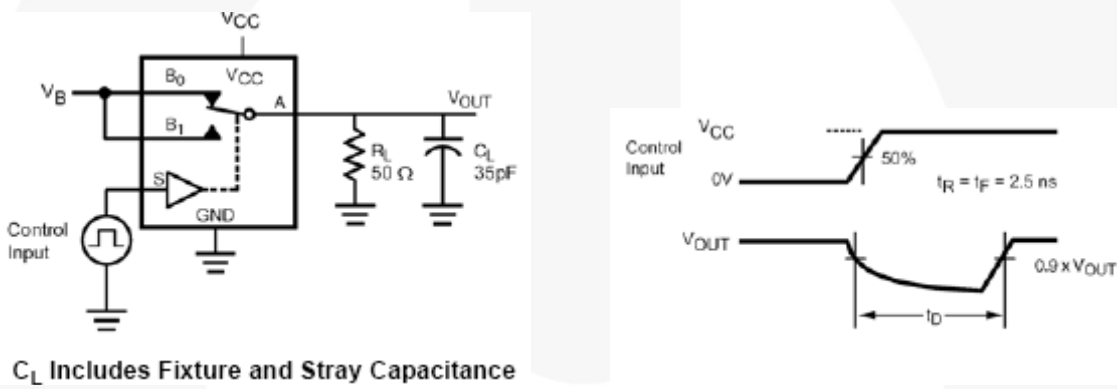 VCC
VCC
B0
VB
A
VOUT
B1
RL
50 Ω
CL
35pF
S
GND
Control
Input
CL Includes Fixture and Stray Capacitance
VCC
Control
Input
50%
0V
tR = tF = 2.5 ns
VOUT
0.9 x VOUT
tD